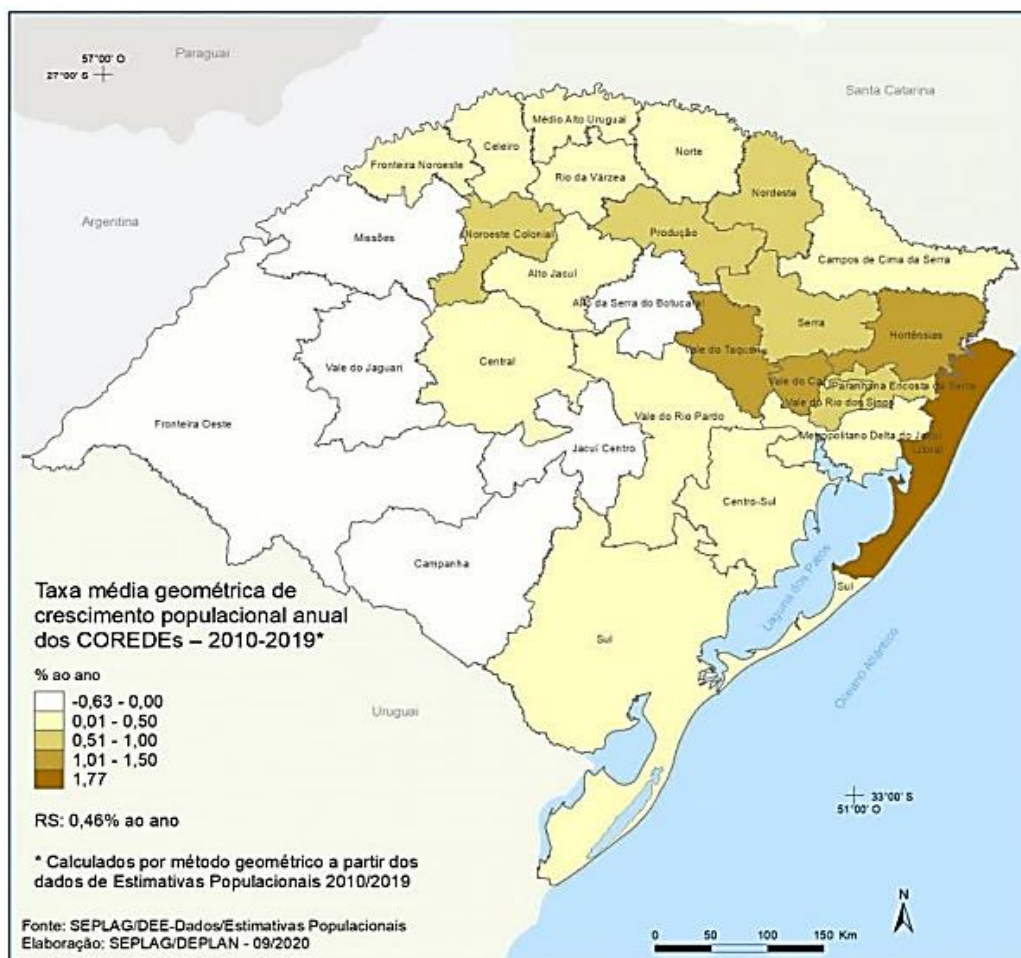 Paraguai
57°00' O
27°00' S
Santa Catarina
Argentina
Médio Alto Uruguai
Celeiro
Norte
Fronteira Noroeste
Rio da Várzea
Nordeste
Noroeste Colonial
Produção
Missões
Campos de Cima da Serra
Alto Jacuí
Alto da Serra do Botucaraí
Serra
Hortênsias
Vale do Taquari
Central
Vale do Jaguari
Vale do Caí
Paranhana Encosta da Serra
Vale do Rio dos Sinos
Vale do Rio Pardo
Fronteira Oeste
Metropolitano Delta do Jacuí
Litoral
Jacuí Centro
Centro-Sul
Campanha
Laguna dos Patos
Sul
Sul
Oceano Atlântico
Uruguai
Taxa média geométrica de
crescimento populacional anual
dos COREDEs – 2010-2019*
% ao ano
-0,63 - 0,00
0,01 - 0,50
0,51 - 1,00
1,01 - 1,50
1,77
RS: 0,46% ao ano
* Calculados por método geométrico a partir dos
dados de Estimativas Populacionais 2010/2019
Fonte: SEPLAG/DEE-Dados/Estimativas Populacionais
Elaboração: SEPLAG/DEPLAN - 09/2020
33°00' S
51°00' O
N
0 50 100 150 Km